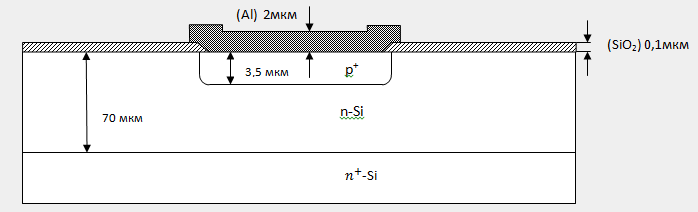 (Al) 2мкм
(SiO₂) 0,1мкм
3,5 мкм
p⁺
n-Si
70 мкм
n⁺-Si